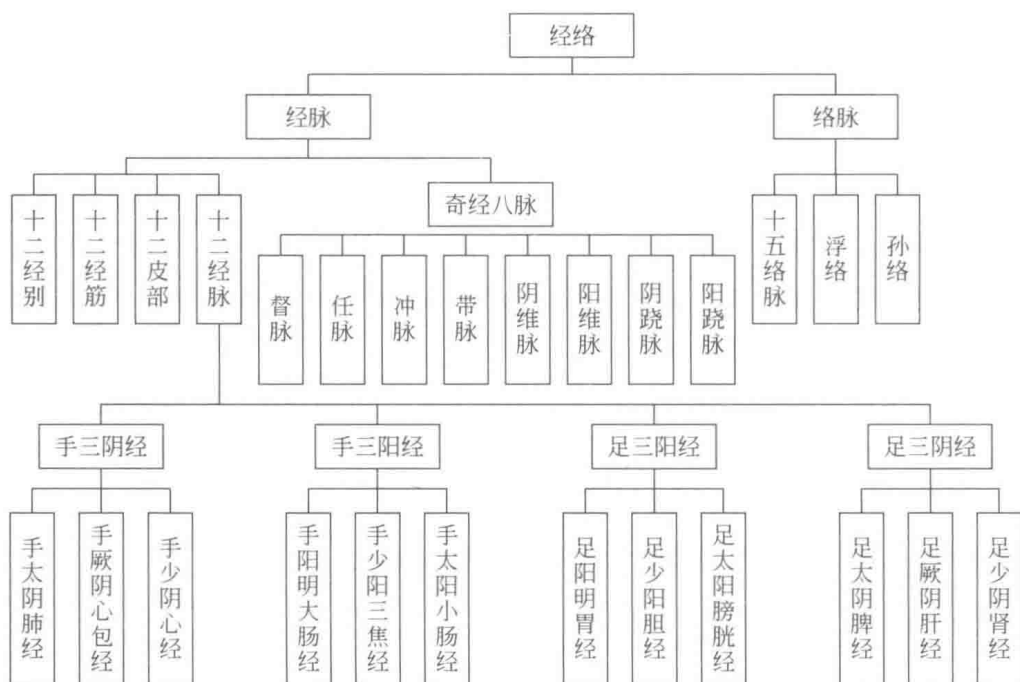 经络
经脉
络脉
十二经别
十二经筋
十二皮部
十二经脉
奇经八脉
督脉
任脉
冲脉
带脉
阴维脉
阳维脉
阴跷脉
阳跷脉
十五络脉
浮络
孙络
手三阴经
手三阳经
足三阳经
足三阴经
手太阴肺经
手厥阴心包经
手少阴心经
手阳明大肠经
手少阳三焦经
手太阳小肠经
足阳明胃经
足少阳胆经
足太阳膀胱经
足太阴脾经
足厥阴肝经
足少阴肾经